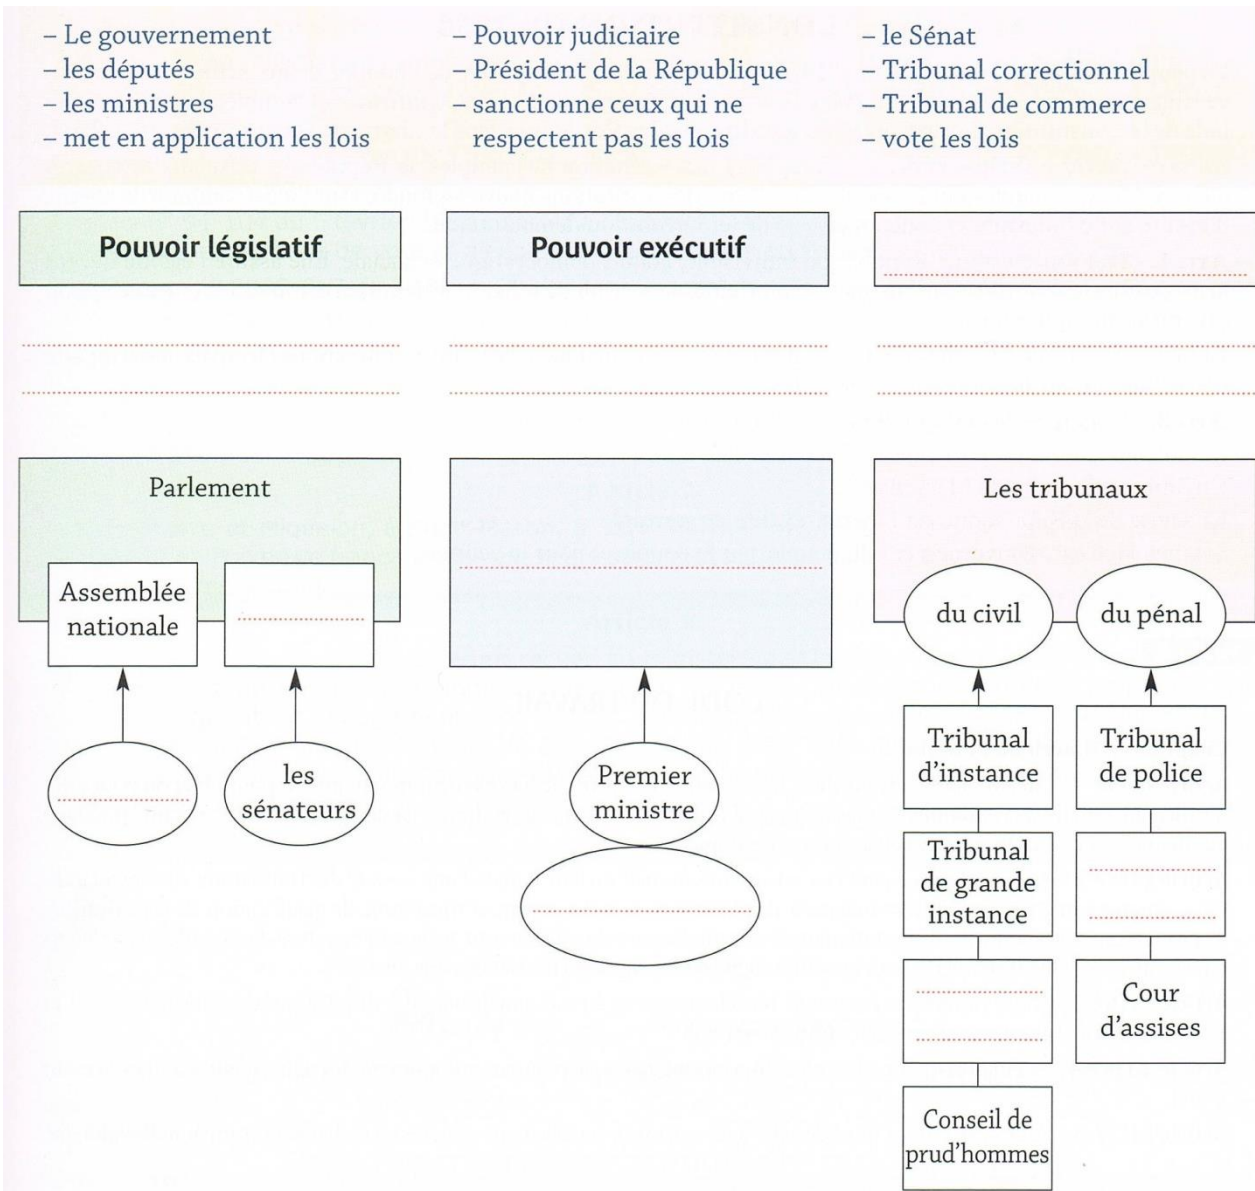 – Le gouvernement
– les députés
– les ministres
– met en application les lois
– Pouvoir judiciaire
– Président de la République
– sanctionne ceux qui ne
respectent pas les lois
– le Sénat
– Tribunal correctionnel
– Tribunal de commerce
– vote les lois
Pouvoir législatif
Pouvoir exécutif
Parlement
Assemblée
nationale
les
sénateurs
Premier
ministre
Les tribunaux
du civil
du pénal
Tribunal
d'instance
Tribunal
de grande
instance
Conseil de
prud'hommes
Tribunal
de police
Cour
d'assises